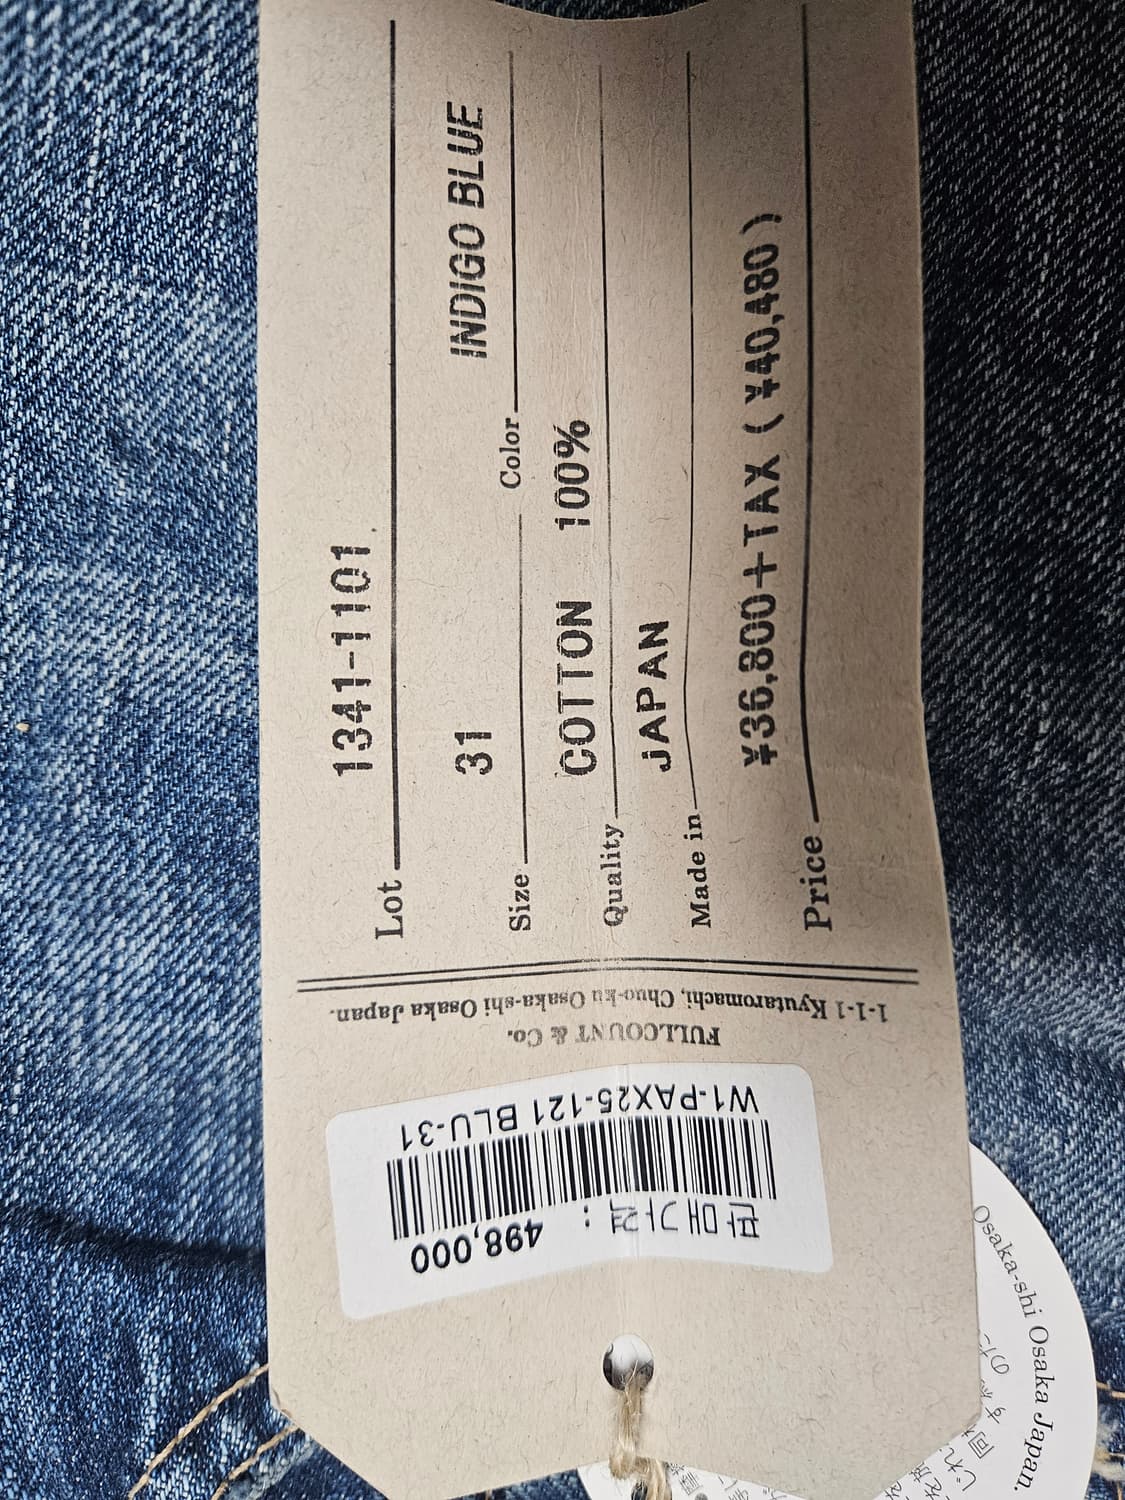 1341-1101
Lot
31 INDIGO BLUE
Size Color
COTTON 100%
Quality
JAPAN
Made in
¥36,800+TAX (¥40,480)
Price
1-1-1 Kyutaromachi, Chuo-ku Osaka-shi Osaka Japan.
FULLCOUNT & Co.
W1-PAX25-121 BLU-31
판매가격 : 498,000
Osaka-shi Osaka Japan.